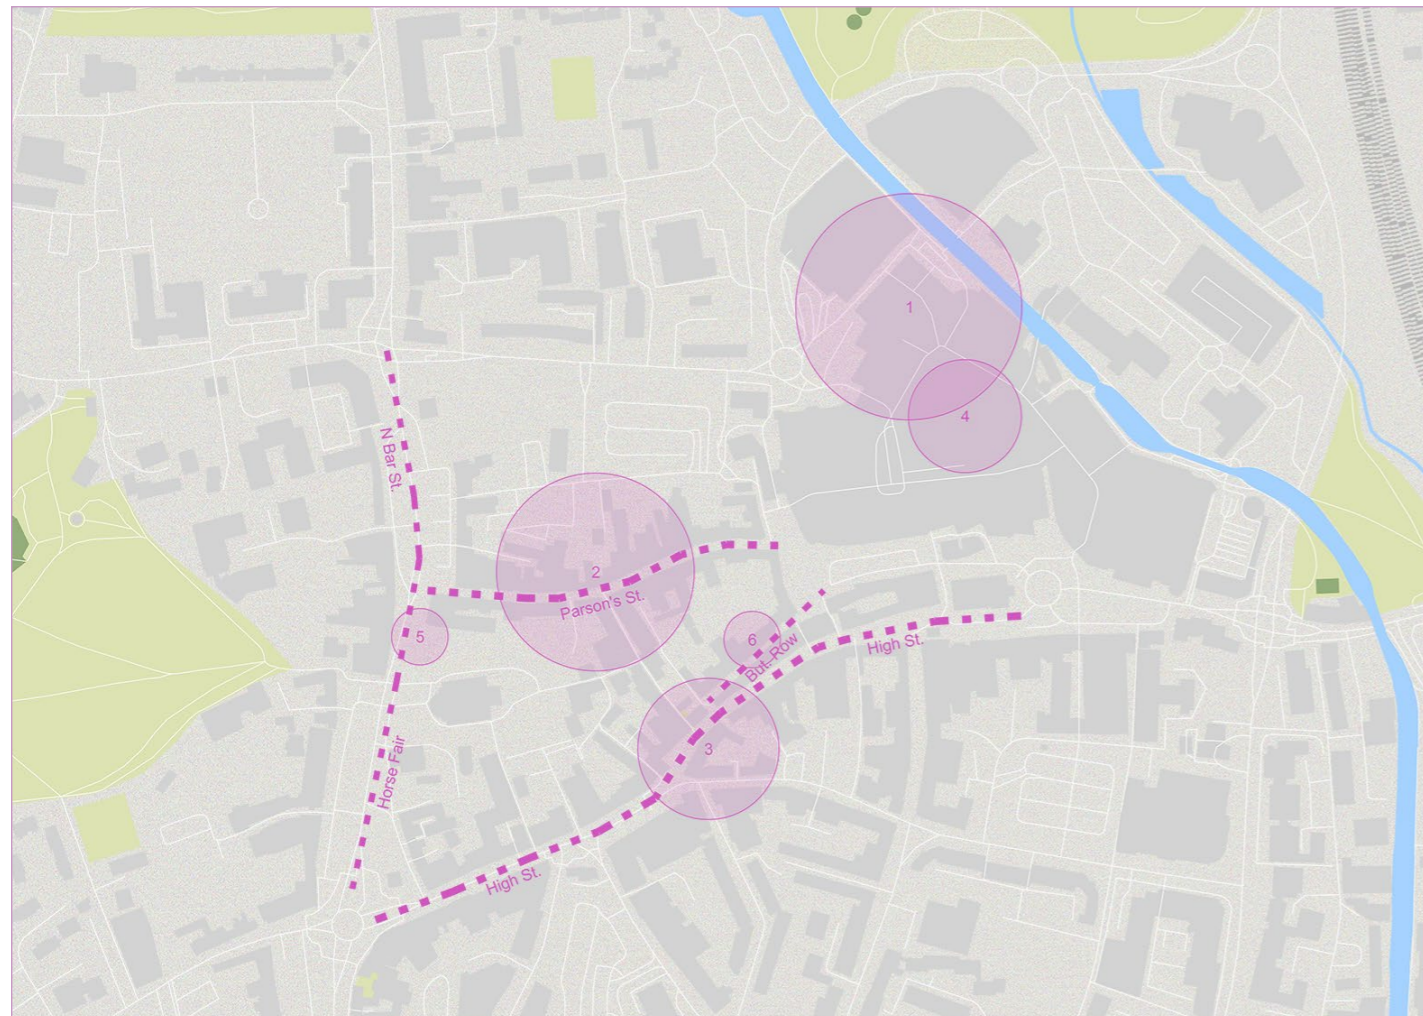 1
4
N Bar St.
2
Parson's St.
5
6
But. Row
High St.
3
Horse Fair
High St.